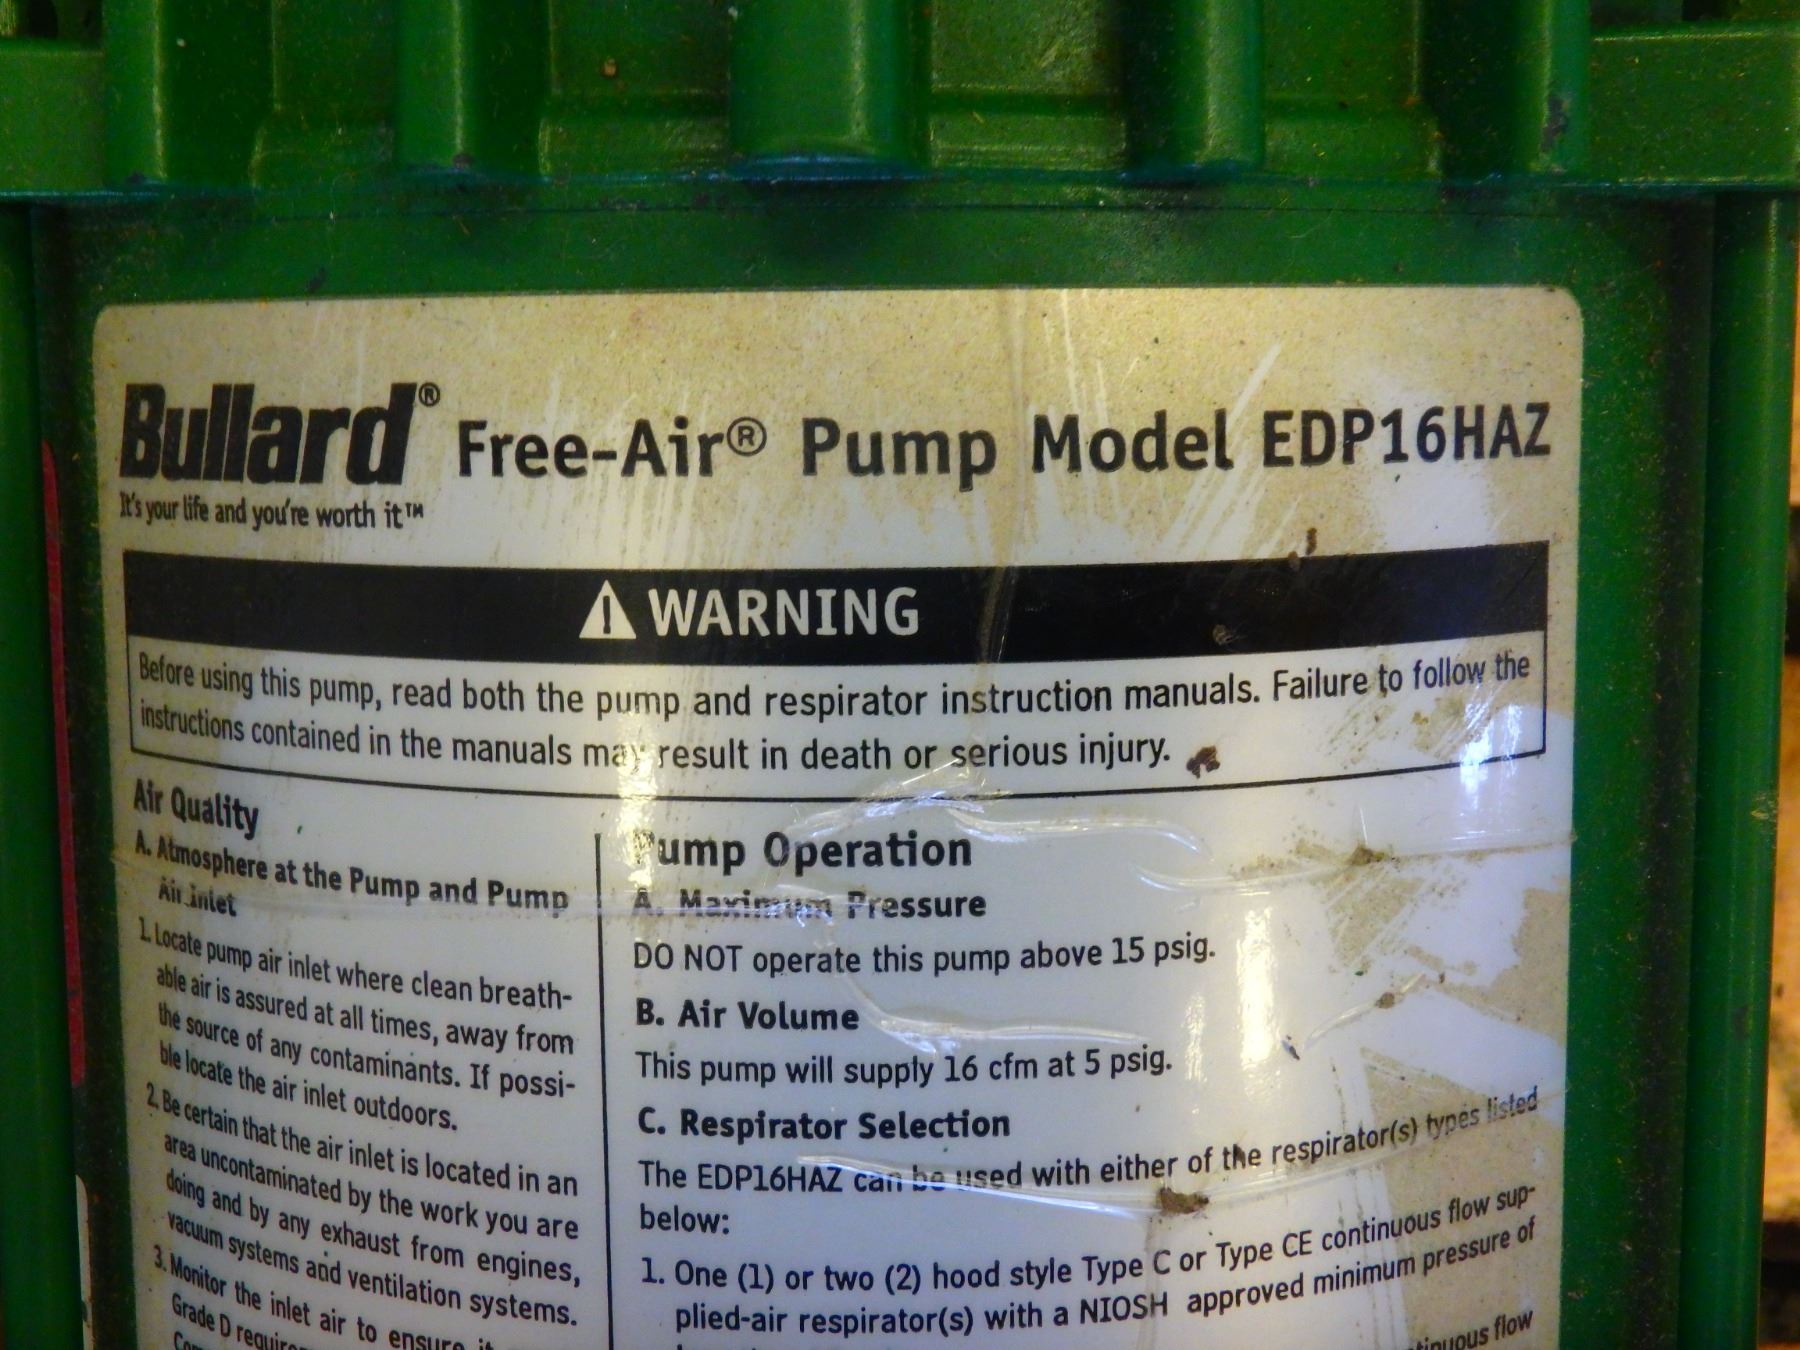 Bullard® Free-Air® Pump Model EDP16HAZ
It's your life and you're worth it™
WARNING
Before using this pump, read both the pump and respirator instruction manuals. Failure to follow the
instructions contained in the manuals may result in death or serious injury.
Air Quality
A. Atmosphere at the Pump and Pump
Air Inlet
1. Locate pump air inlet where clean breath-
able air is assured at all times, away from
the source of any contaminants. If possi-
ble locate the air inlet outdoors.
2. Be certain that the air inlet is located in an
area uncontaminated by the work you are
doing and by any exhaust from engines,
vacuum systems and ventilation systems.
3. Monitor the inlet air to ensure it
Grade D
Pump Operation
A. Maximum Pressure
DO NOT operate this pump above 15 psig.
B. Air Volume
This pump will supply 16 cfm at 5 psig.
C. Respirator Selection
The EDP16HAZ can be used with either of the respirator(s) types listed
below:
1. One (1) or two (2) hood style Type C or Type CE continuous flow sup-
plied-air respirator(s) with a NIOSH approved minimum pressure of
flow